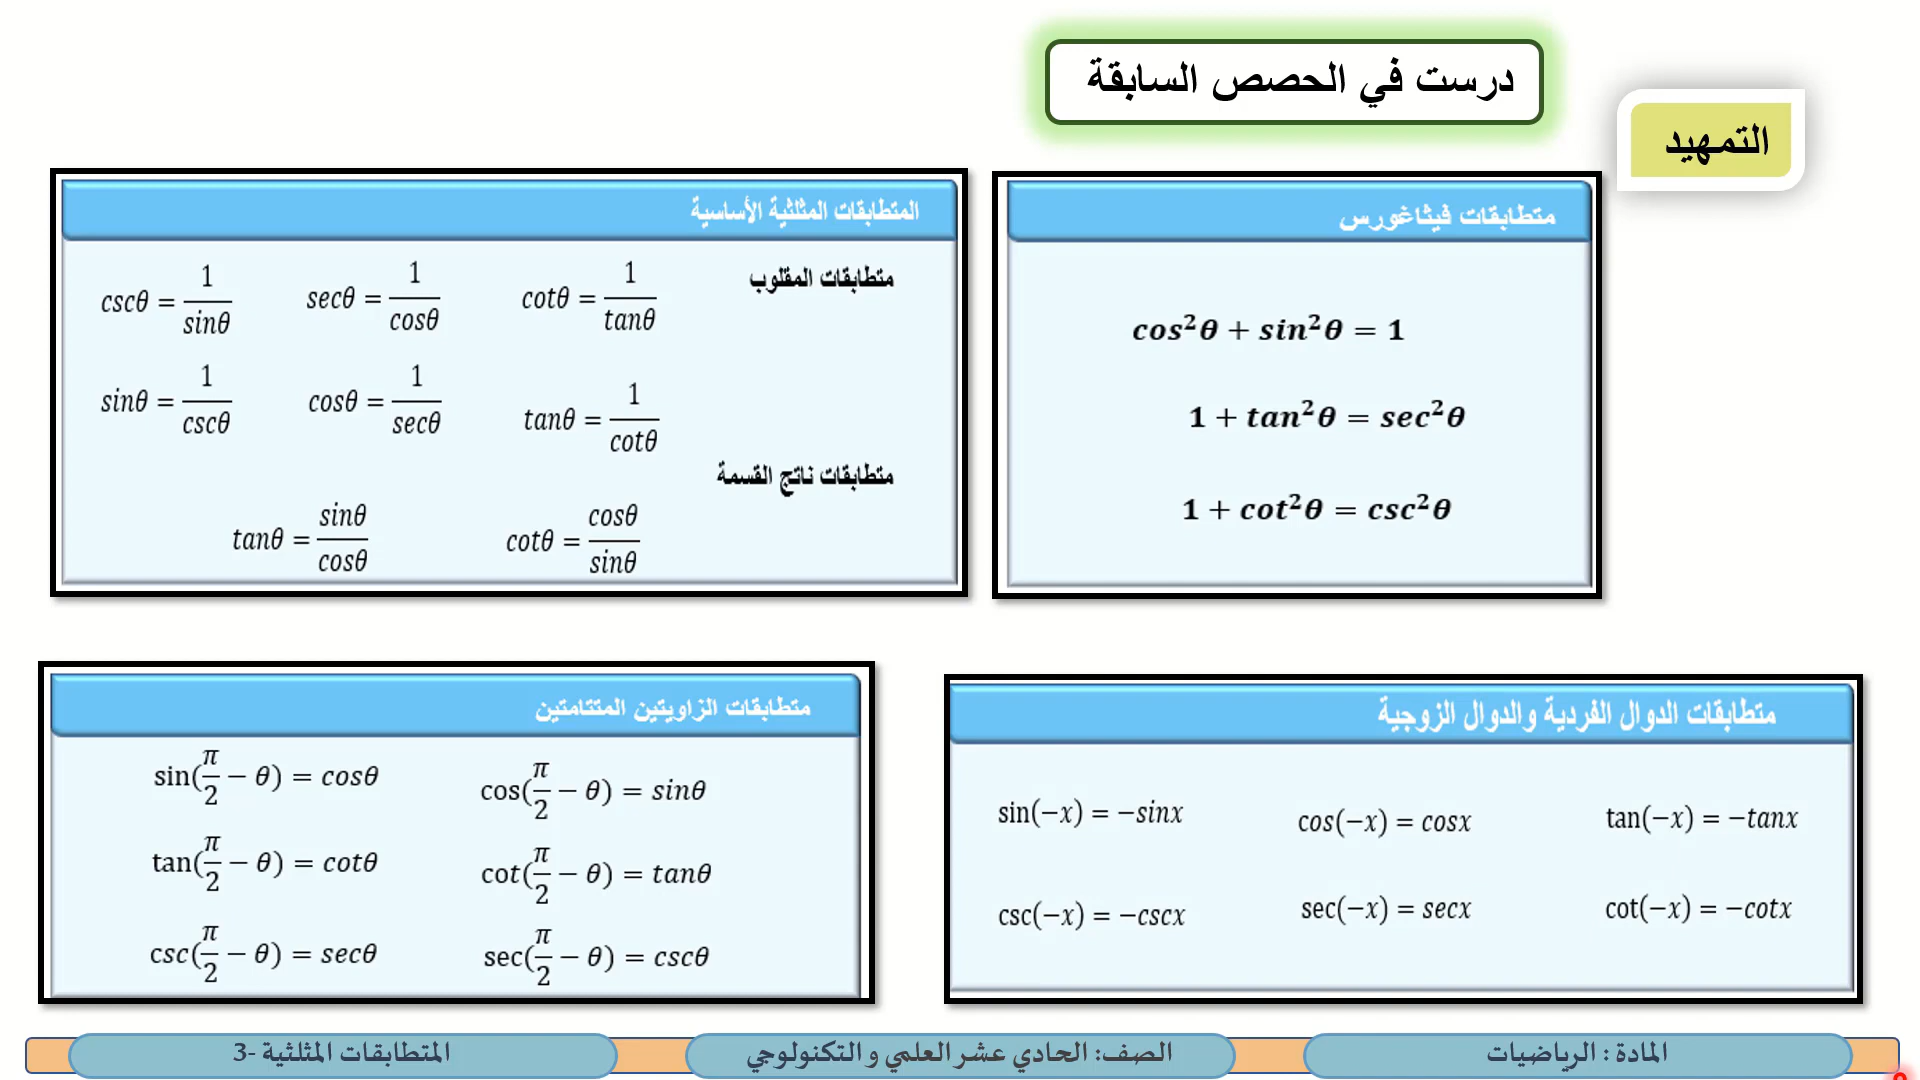 درست في الحصص السابقة
التمهيد
متطابقات فيثاغورس
cos²θ + sin²θ = 1
1 + tan²θ = sec²θ
1 + cot²θ = csc²θ
المتطابقات المثلثية الأساسية
متطابقات المقلوب
cscθ = 1/sinθ secθ = 1/cosθ cotθ = 1/tanθ
sinθ = 1/cscθ cosθ = 1/secθ tanθ = 1/cotθ
متطابقات ناتج القسمة
tanθ = sinθ/cosθ cotθ = cosθ/sinθ
متطابقات الدوال الفردية والدوال الزوجية
sin(−x) = −sinx cos(−x) = cosx tan(−x) = −tanx
csc(−x) = −cscx sec(−x) = secx cot(−x) = −cotx
متطابقات الزاويتين المتتامتين
sin(π/2 − θ) = cosθ cos(π/2 − θ) = sinθ
tan(π/2 − θ) = cotθ cot(π/2 − θ) = tanθ
csc(π/2 − θ) = secθ sec(π/2 − θ) = cscθ
المادة : الرياضيات
الصف: الحادي عشر العلمي و التكنولوجي
المتطابقات المثلثية -3